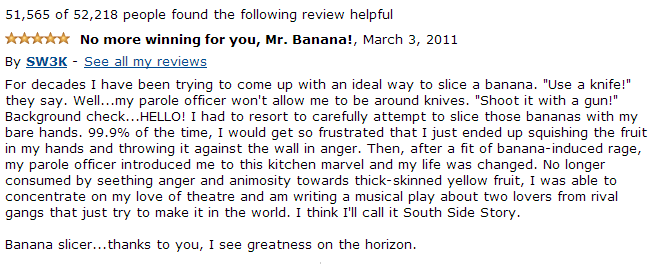 51,565 of 52,218 people found the following review helpful
No more winning for you, Mr. Banana!, March 3, 2011
By SW3K - See all my reviews
For decades I have been trying to come up with an ideal way to slice a banana. "Use a knife!"
they say. Well...my parole officer won't allow me to be around knives. "Shoot it with a gun!"
Background check...HELLO! I had to resort to carefully attempt to slice those bananas with my
bare hands. 99.9% of the time, I would get so frustrated that I just ended up squishing the fruit
in my hands and throwing it against the wall in anger. Then, after a fit of banana-induced rage,
my parole officer introduced me to this kitchen marvel and my life was changed. No longer
consumed by seething anger and animosity towards thick-skinned yellow fruit, I was able to
concentrate on my love of theatre and am writing a musical play about two lovers from rival
gangs that just try to make it in the world. I think I'll call it South Side Story.
Banana slicer...thanks to you, I see greatness on the horizon.